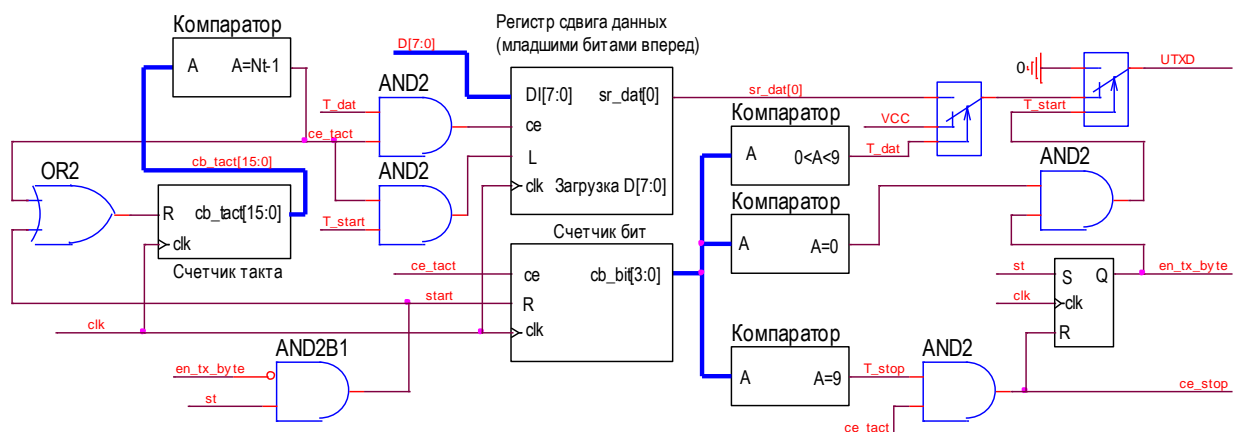 Компаратор
A
A=Nt-1
D[7:0]
Регистр сдвига данных
(младшими битами вперед)
DI[7:0]
sr_dat[0]
ce
L
clk
Загрузка D[7:0]
AND2
T_dat
ce_tact
AND2
T_start
cb_tact[15:0]
OR2
R
cb_tact[15:0]
clk
Счетчик такта
Счетчик бит
ce_tact
ce
cb_bit[3:0]
start
R
clk
clk
AND2B1
en_tx_byte
st
sr_dat[0]
VCC
Компаратор
A
0<A<9
T_dat
Компаратор
A
A=0
Компаратор
A
A=9
T_stop
AND2
ce_tact
0
UTXD
T_start
AND2
st
S
Q
en_tx_byte
clk
clk
R
ce_stop